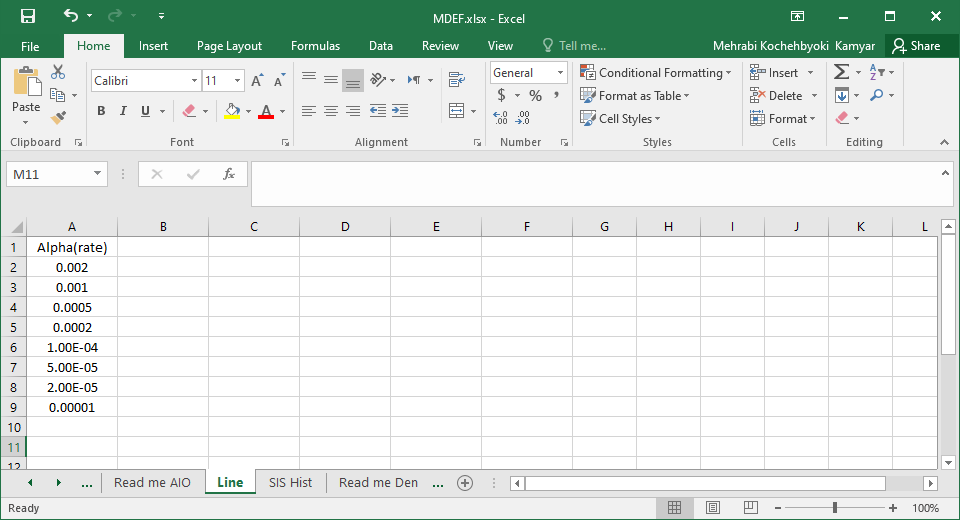 MDEF.xlsx - Excel
File Home Insert Page Layout Formulas Data Review View Tell me... Mehrabi Kochehbyoki Kamyar Share
Calibri 11 General Conditional Formatting Insert
Paste B I U A $ % , Format as Table Delete
Cell Styles Format
Clipboard Font Alignment Number Styles Cells Editing
M11 fx
A B C D E F G H I J K L
1 Alpha(rate)
2 0.002
3 0.001
4 0.0005
5 0.0002
6 1.00E-04
7 5.00E-05
8 2.00E-05
9 0.00001
10
11
12
... Read me AIO Line SIS Hist Read me Den ...
Ready 100%